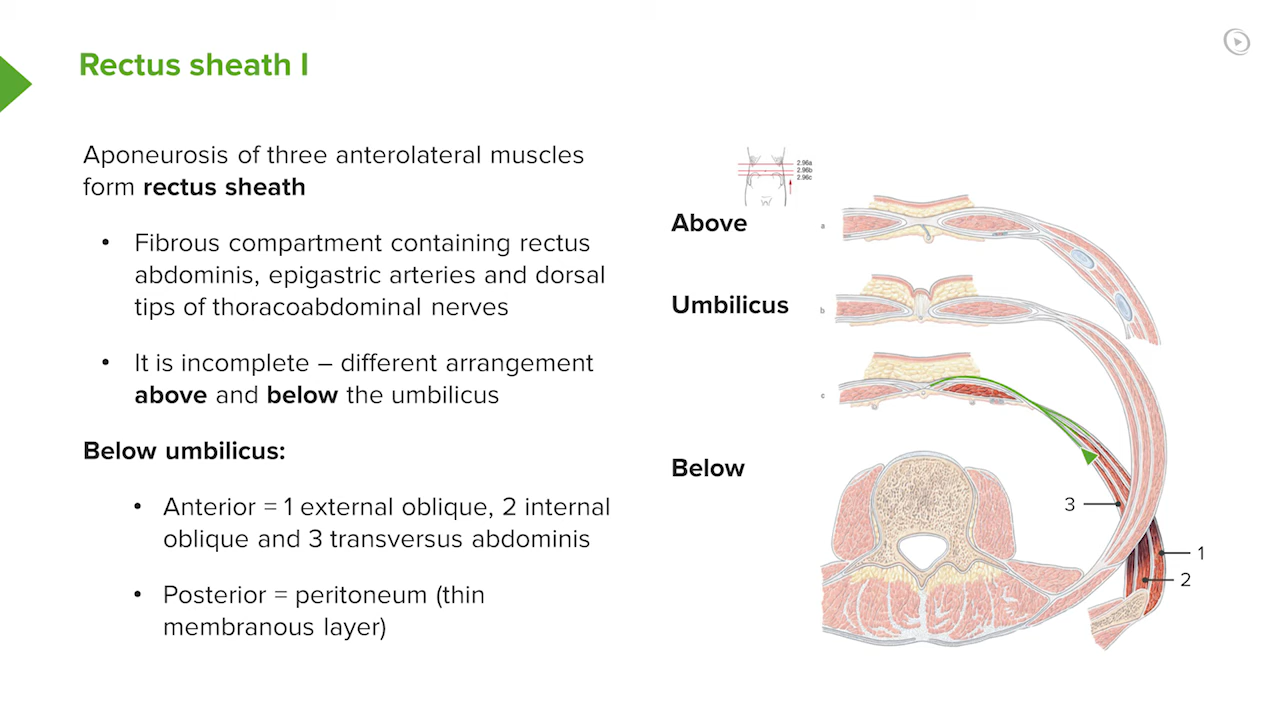 Rectus sheath I
Aponeurosis of three anterolateral muscles
form rectus sheath
• Fibrous compartment containing rectus
abdominis, epigastric arteries and dorsal
tips of thoracoabdominal nerves
• It is incomplete – different arrangement
above and below the umbilicus
Below umbilicus:
• Anterior = 1 external oblique, 2 internal
oblique and 3 transversus abdominis
• Posterior = peritoneum (thin
membranous layer)
2.96a
2.96b
2.96c
Above
a
Umbilicus
b
c
Below
3
1
2